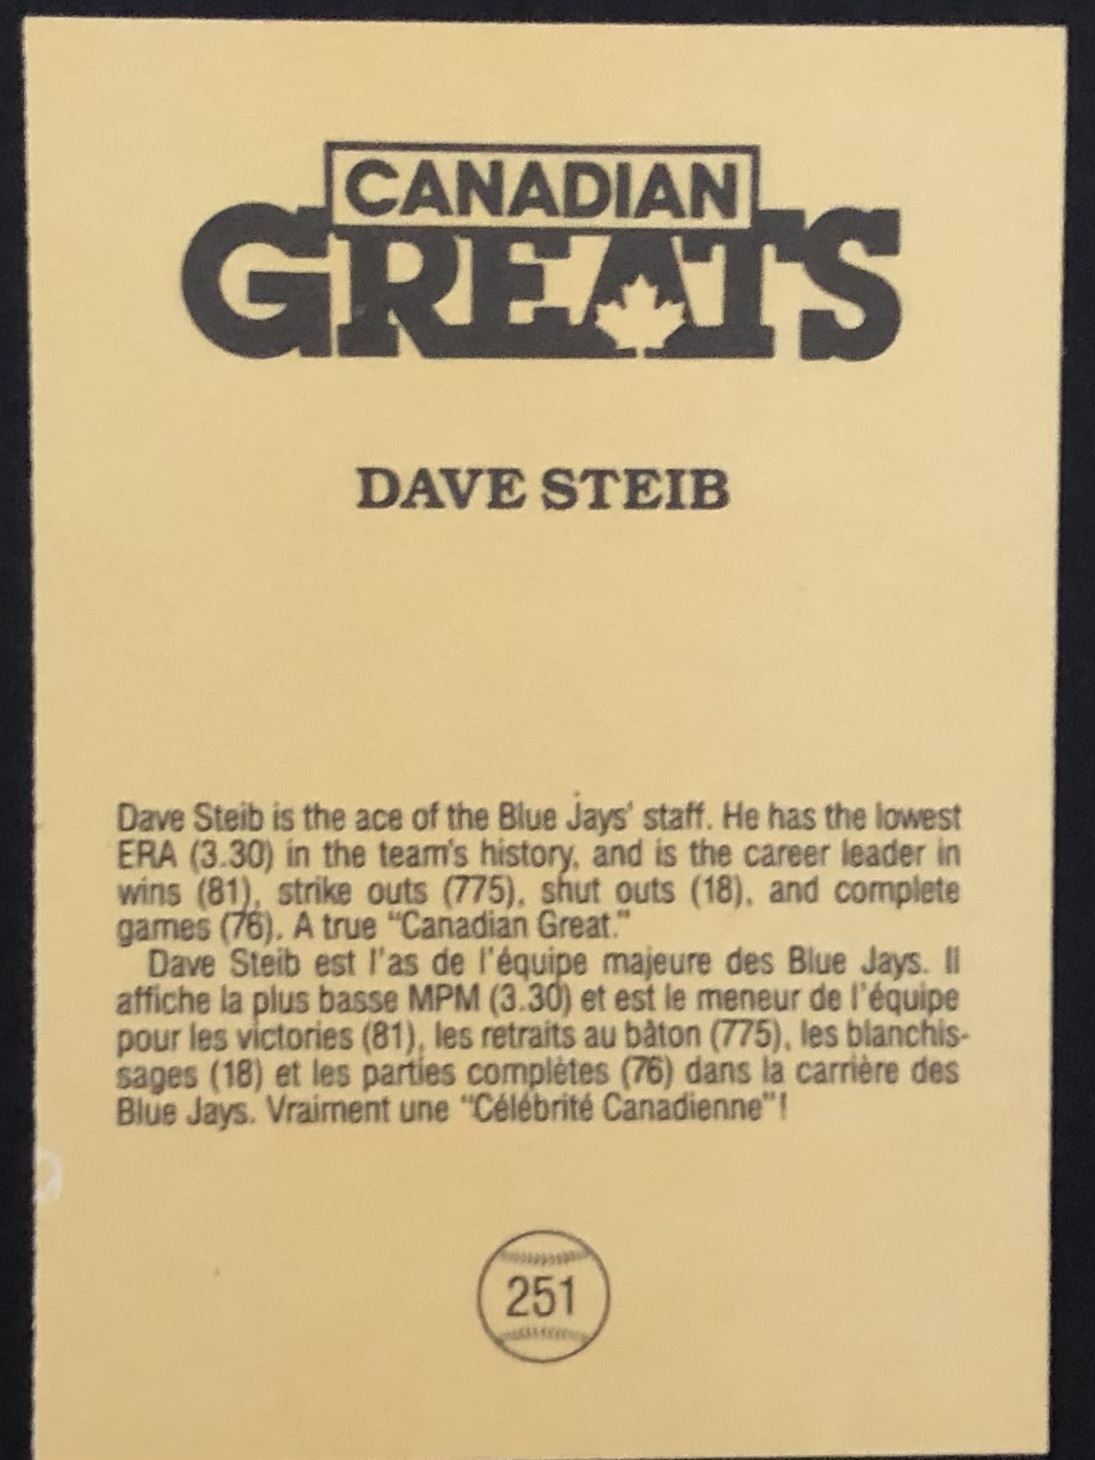 CANADIAN
GREATS
DAVE STEIB
Dave Steib is the ace of the Blue Jays' staff. He has the lowest
ERA (3.30) in the team's history, and is the career leader in
wins (81), strike outs (775), shut outs (18), and complete
games (76). A true "Canadian Great."
Dave Steib est l'as de l'équipe majeure des Blue Jays. Il
affiche la plus basse MPM (3.30) et est le meneur de l'équipe
pour les victories (81), les retraits au bâton (775), les blanchis-
sages (18) et les parties complètes (76) dans la carrière des
Blue Jays. Vraiment une "Célébrité Canadienne"!
251